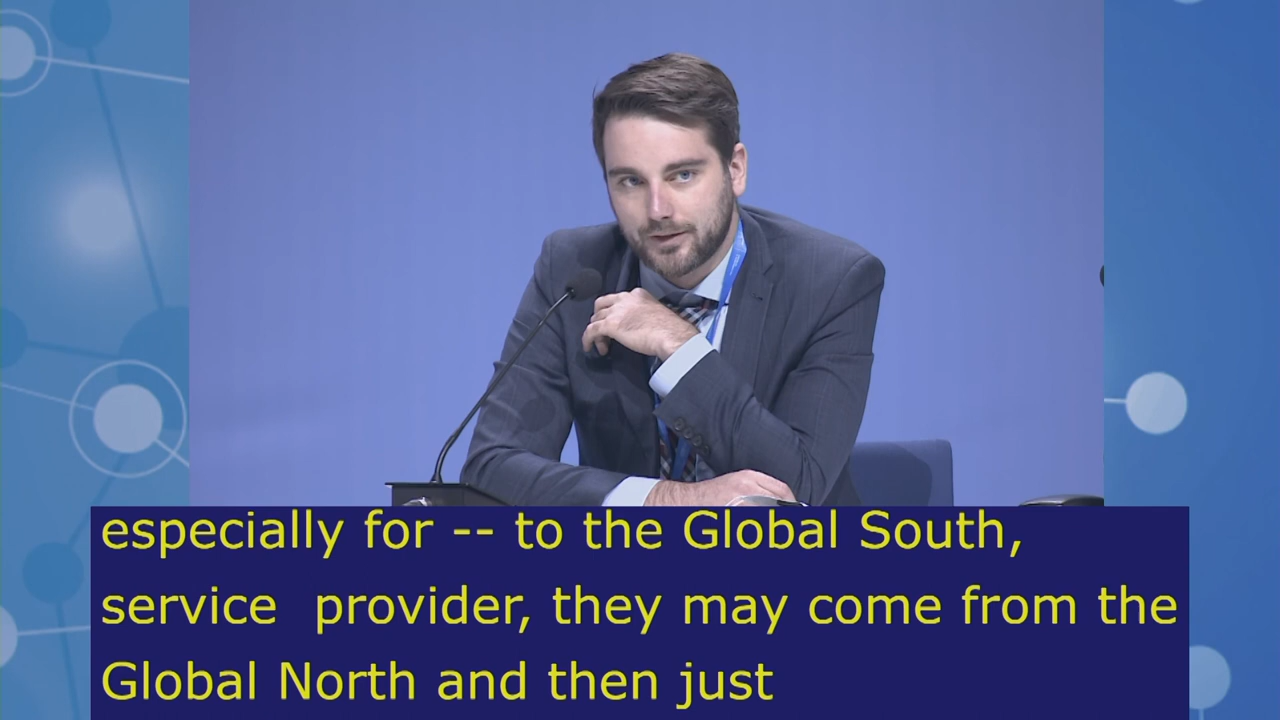 especially for -- to the Global South,
service  provider, they may come from the
Global North and then just